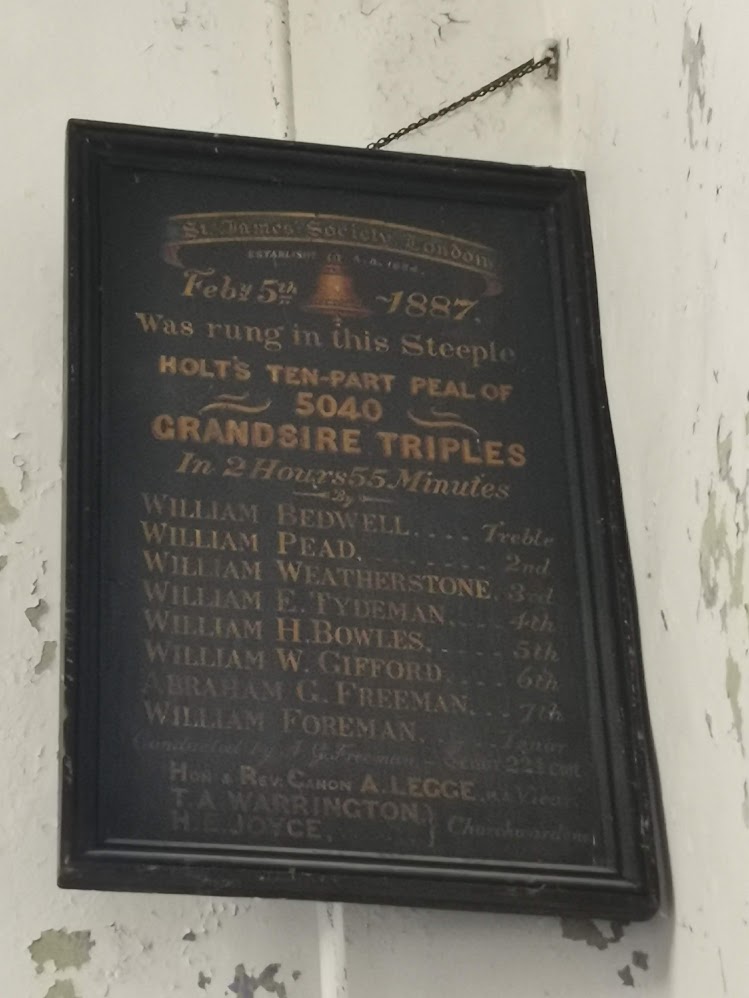 St. James' Society, London.
ESTABLISHED A.D. 1824.
Feby. 5th 1887.
Was rung in this Steeple
HOLT'S TEN-PART PEAL OF
5040
GRANDSIRE TRIPLES
In 2 Hours 55 Minutes
By
WILLIAM BEDWELL.... Treble
WILLIAM PEAD. ........ 2nd
WILLIAM WEATHERSTONE. 3rd
WILLIAM E. TYDEMAN.... 4th
WILLIAM H. BOWLES..... 5th
WILLIAM W. GIFFORD.... 6th
ABRAHAM G. FREEMAN.... 7th
WILLIAM FOREMAN. ..... Tenor
Conducted by A. G. Freeman. 22½ cwt
HON & REV. CANON A. LEGGE, M.A. Vicar.
T. A. WARRINGTON.
H. E. JOYCE, } Churchwardens